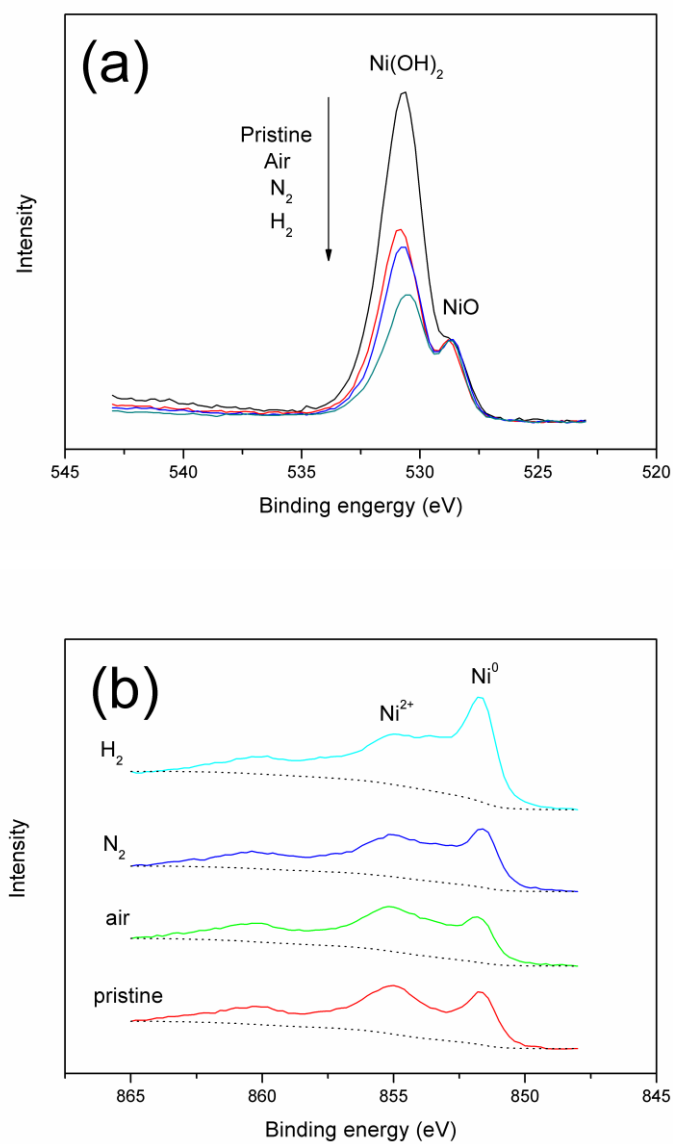 (a)
Ni(OH)₂
Pristine
Air
N₂
H₂
NiO
Intensity
545 540 535 530 525 520
Binding engergy (eV)
(b)
Ni⁰
Ni²⁺
H₂
N₂
air
pristine
Intensity
865 860 855 850 845
Binding energy (eV)